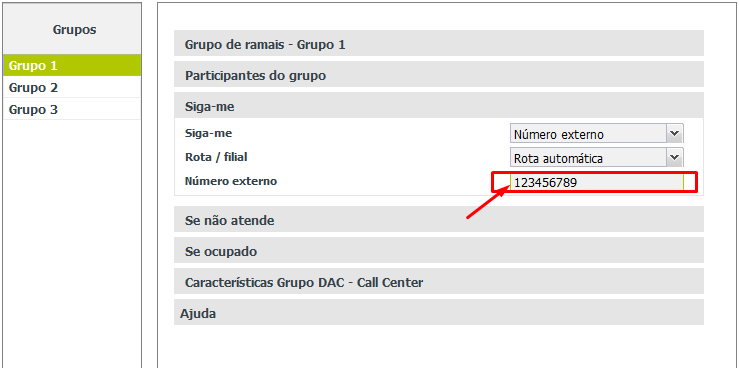 Grupos
Grupo 1
Grupo 2
Grupo 3
Grupo de ramais - Grupo 1
Participantes do grupo
Siga-me
Siga-me Número externo
Rota / filial Rota automática
Número externo 123456789
Se não atende
Se ocupado
Características Grupo DAC - Call Center
Ajuda